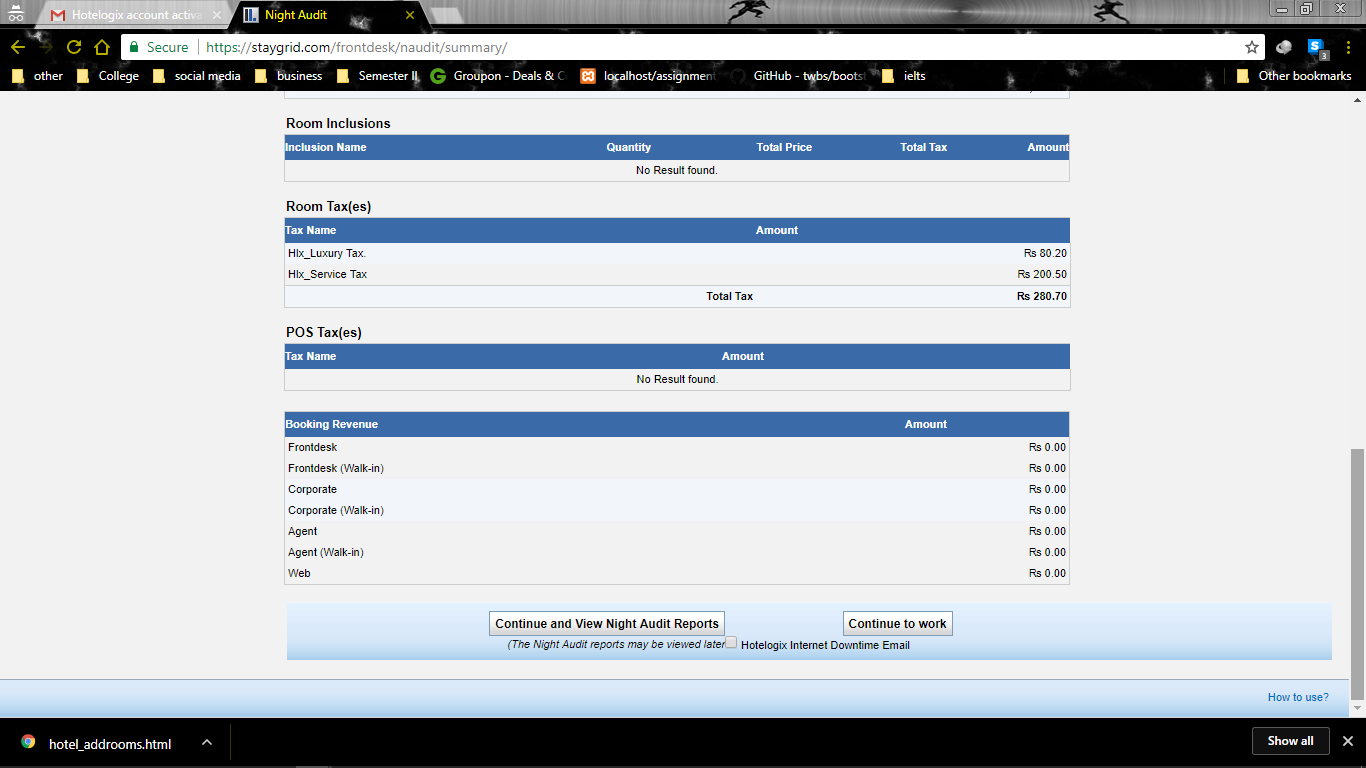 Hotelogix account activ
Night Audit
Secure https://staygrid.com/frontdesk/naudit/summary/
3
other College social media business Semester II Groupon - Deals & C localhost/assignment GitHub - twbs/boots ielts Other bookmarks
Room Inclusions
Inclusion Name Quantity Total Price Total Tax Amount
No Result found.
Room Tax(es)
Tax Name Amount
Hlx_Luxury Tax. Rs 80.20
Hlx_Service Tax Rs 200.50
Total Tax Rs 280.70
POS Tax(es)
Tax Name Amount
No Result found.
Booking Revenue Amount
Frontdesk Rs 0.00
Frontdesk (Walk-in) Rs 0.00
Corporate Rs 0.00
Corporate (Walk-in) Rs 0.00
Agent Rs 0.00
Agent (Walk-in) Rs 0.00
Web Rs 0.00
Continue and View Night Audit Reports Continue to work
(The Night Audit reports may be viewed later Hotelogix Internet Downtime Email
How to use?
hotel_addrooms.html Show all